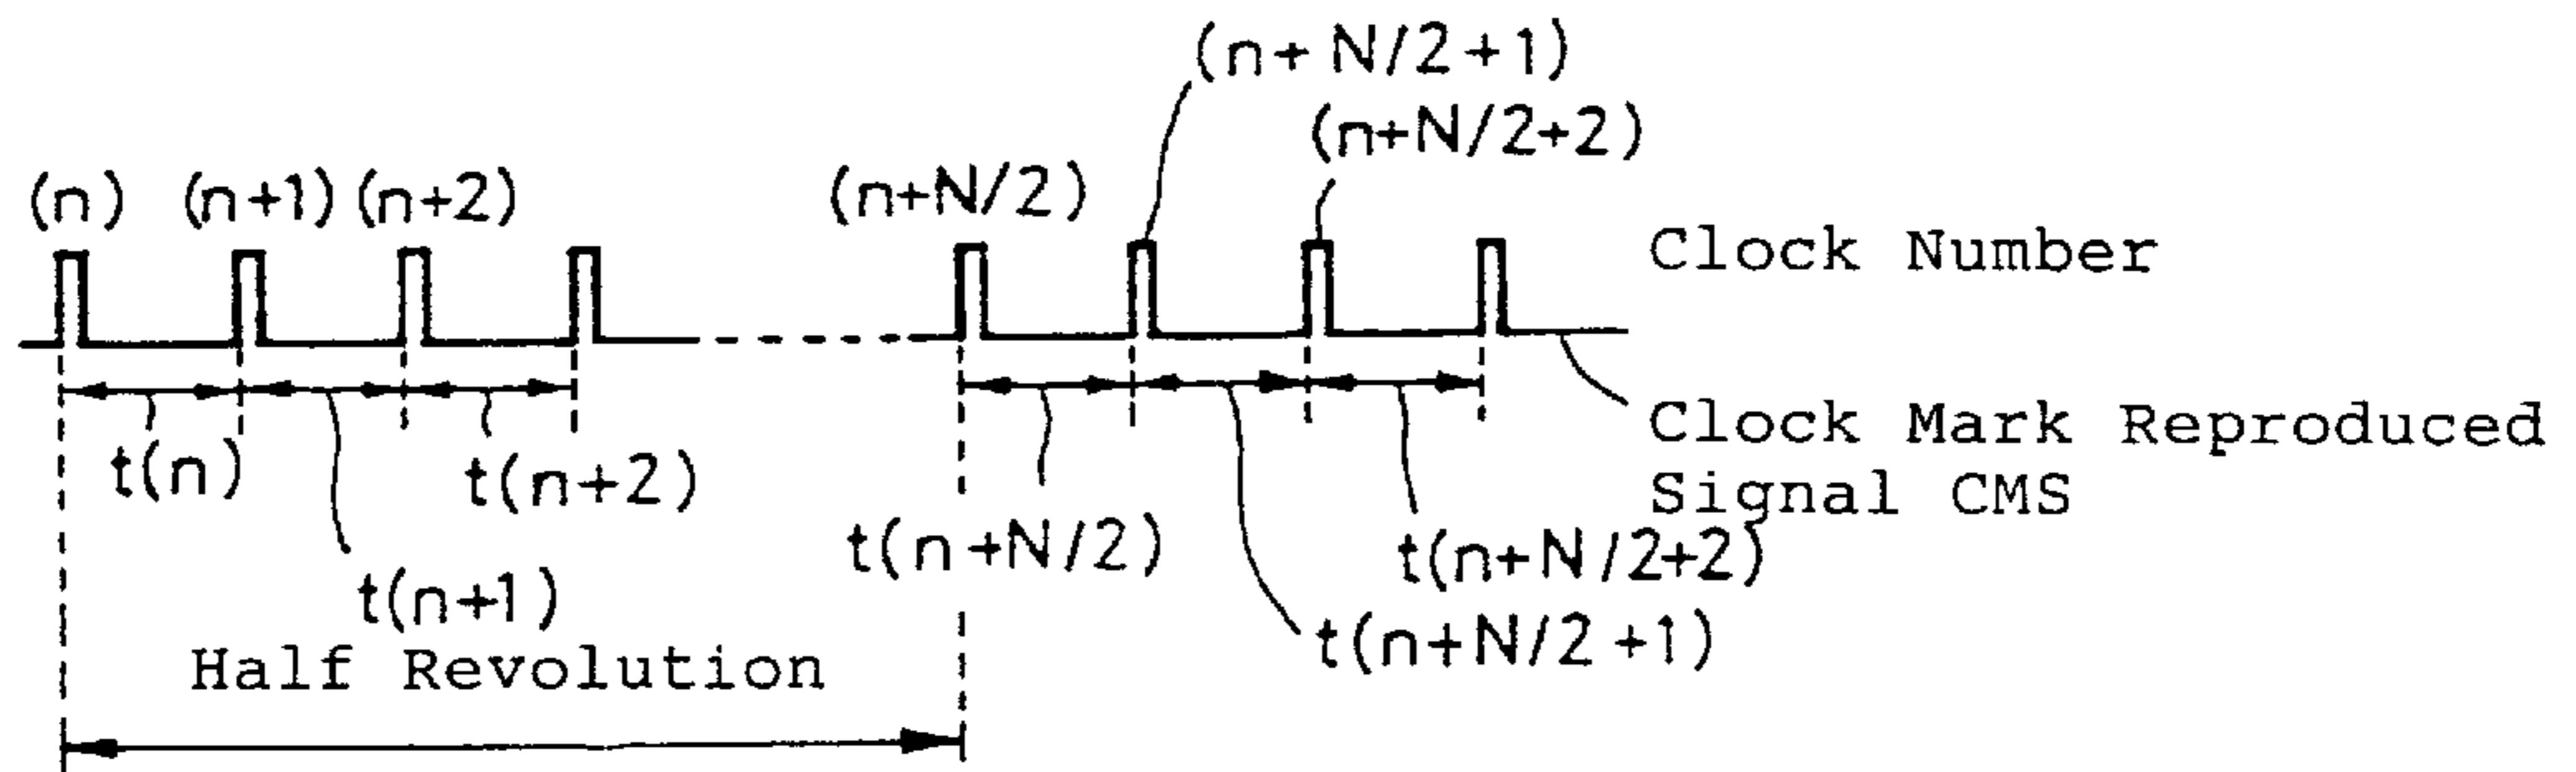 (n+ N/2 +1)
(n+N/2+2)
(n) (n+1) (n+2) (n+N/2)
Clock Number
t(n) t(n+2)
Clock Mark Reproduced
Signal CMS
t(n+N/2) t(n+N/2+2)
t(n+1)
t(n+N/2 +1)
Half Revolution